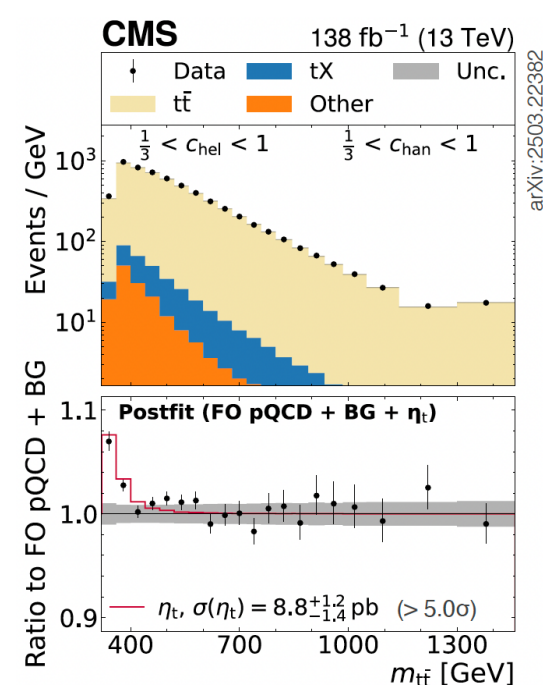 CMS 138 fb⁻¹ (13 TeV)
Data tX Unc.
tt̄ Other
1/3 < c_hel < 1 1/3 < c_han < 1
Events / GeV
10³
10²
10¹
arXiv:2503.22382
Postfit (FO pQCD + BG + η_t)
Ratio to FO pQCD + BG
1.1
1.0
0.9
η_t, σ(η_t) = 8.8 +1.2 −1.4 pb (> 5.0σ)
400 700 1000 1300
m_tt̄ [GeV]